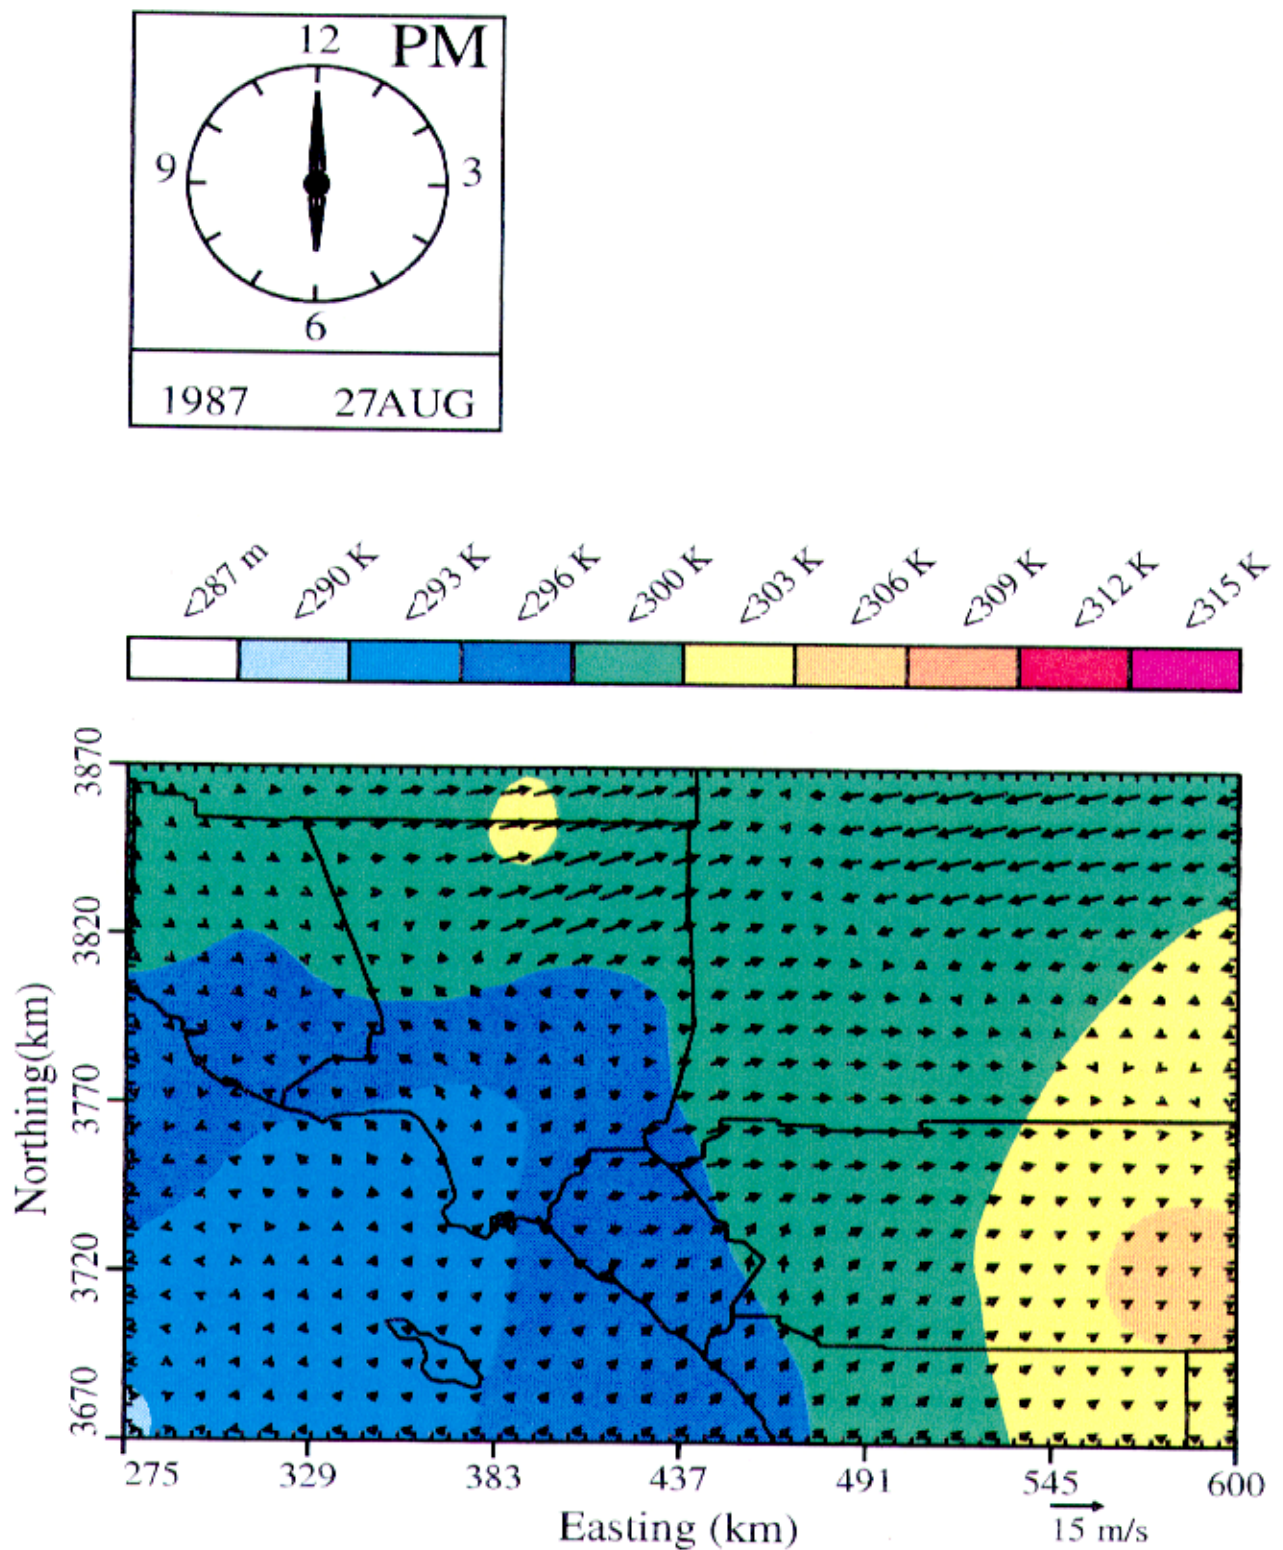 12 PM
9 3
6
1987 27AUG
<287 m <290 K <293 K <296 K <300 K <303 K <306 K <309 K <312 K <315 K
3870
3820
3770
3720
3670
Northing(km)
275 329 383 437 491 545 600
Easting (km)
15 m/s